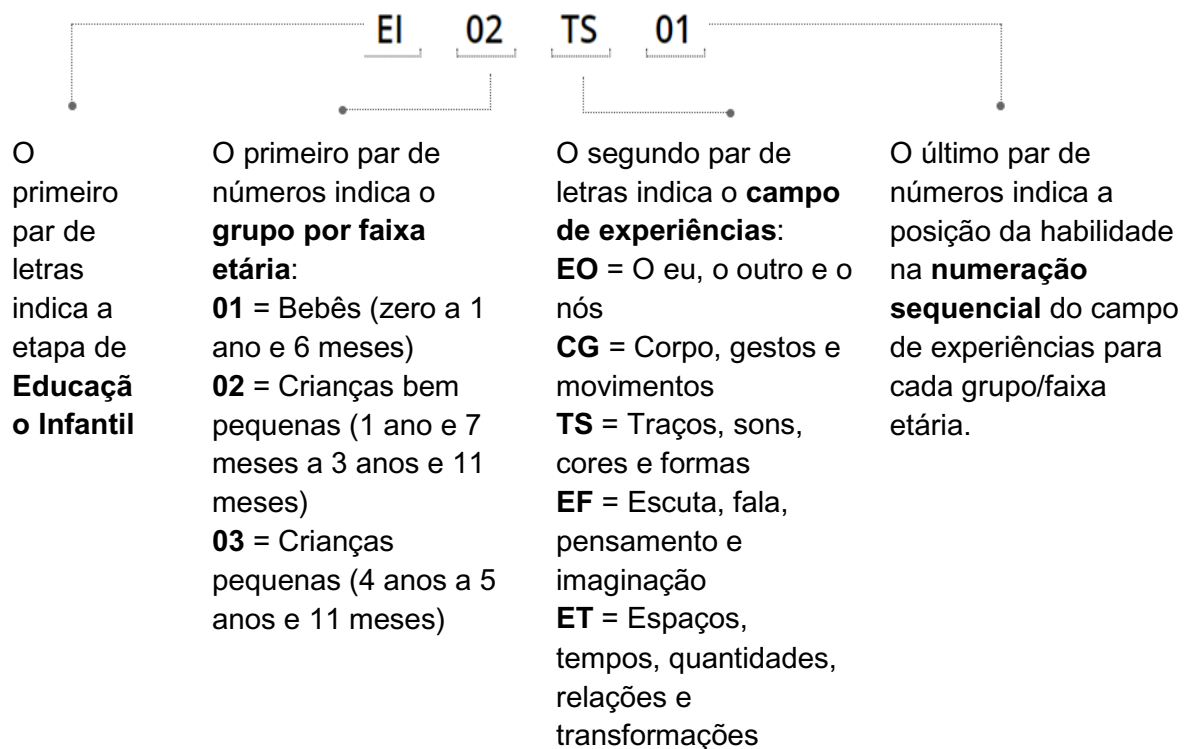 EI 02 TS 01
O
primeiro
par de
letras
indica a
etapa de
Educaçã
o Infantil
O primeiro par de
números indica o
grupo por faixa
etária:
01 = Bebês (zero a 1
ano e 6 meses)
02 = Crianças bem
pequenas (1 ano e 7
meses a 3 anos e 11
meses)
03 = Crianças
pequenas (4 anos a 5
anos e 11 meses)
O segundo par de
letras indica o campo
de experiências:
EO = O eu, o outro e o
nós
CG = Corpo, gestos e
movimentos
TS = Traços, sons,
cores e formas
EF = Escuta, fala,
pensamento e
imaginação
ET = Espaços,
tempos, quantidades,
relações e
transformações
O último par de
números indica a
posição da habilidade
na numeração
sequencial do campo
de experiências para
cada grupo/faixa
etária.